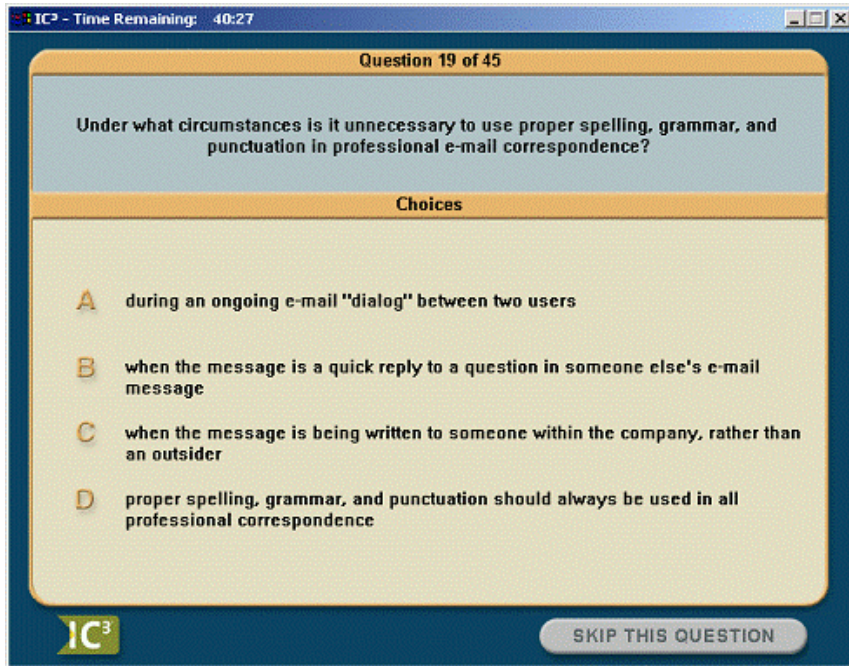 IC³ - Time Remaining: 40:27
Question 19 of 45
Under what circumstances is it unnecessary to use proper spelling, grammar, and
punctuation in professional e-mail correspondence?
Choices
A during an ongoing e-mail "dialog" between two users
B when the message is a quick reply to a question in someone else's e-mail
message
C when the message is being written to someone within the company, rather than
an outsider
D proper spelling, grammar, and punctuation should always be used in all
professional correspondence
IC³
SKIP THIS QUESTION